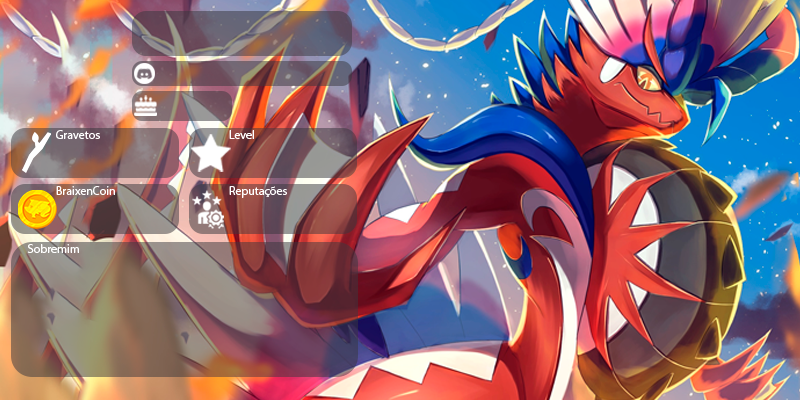 Gravetos
Level
BraixenCoin
Reputações
Sobremim